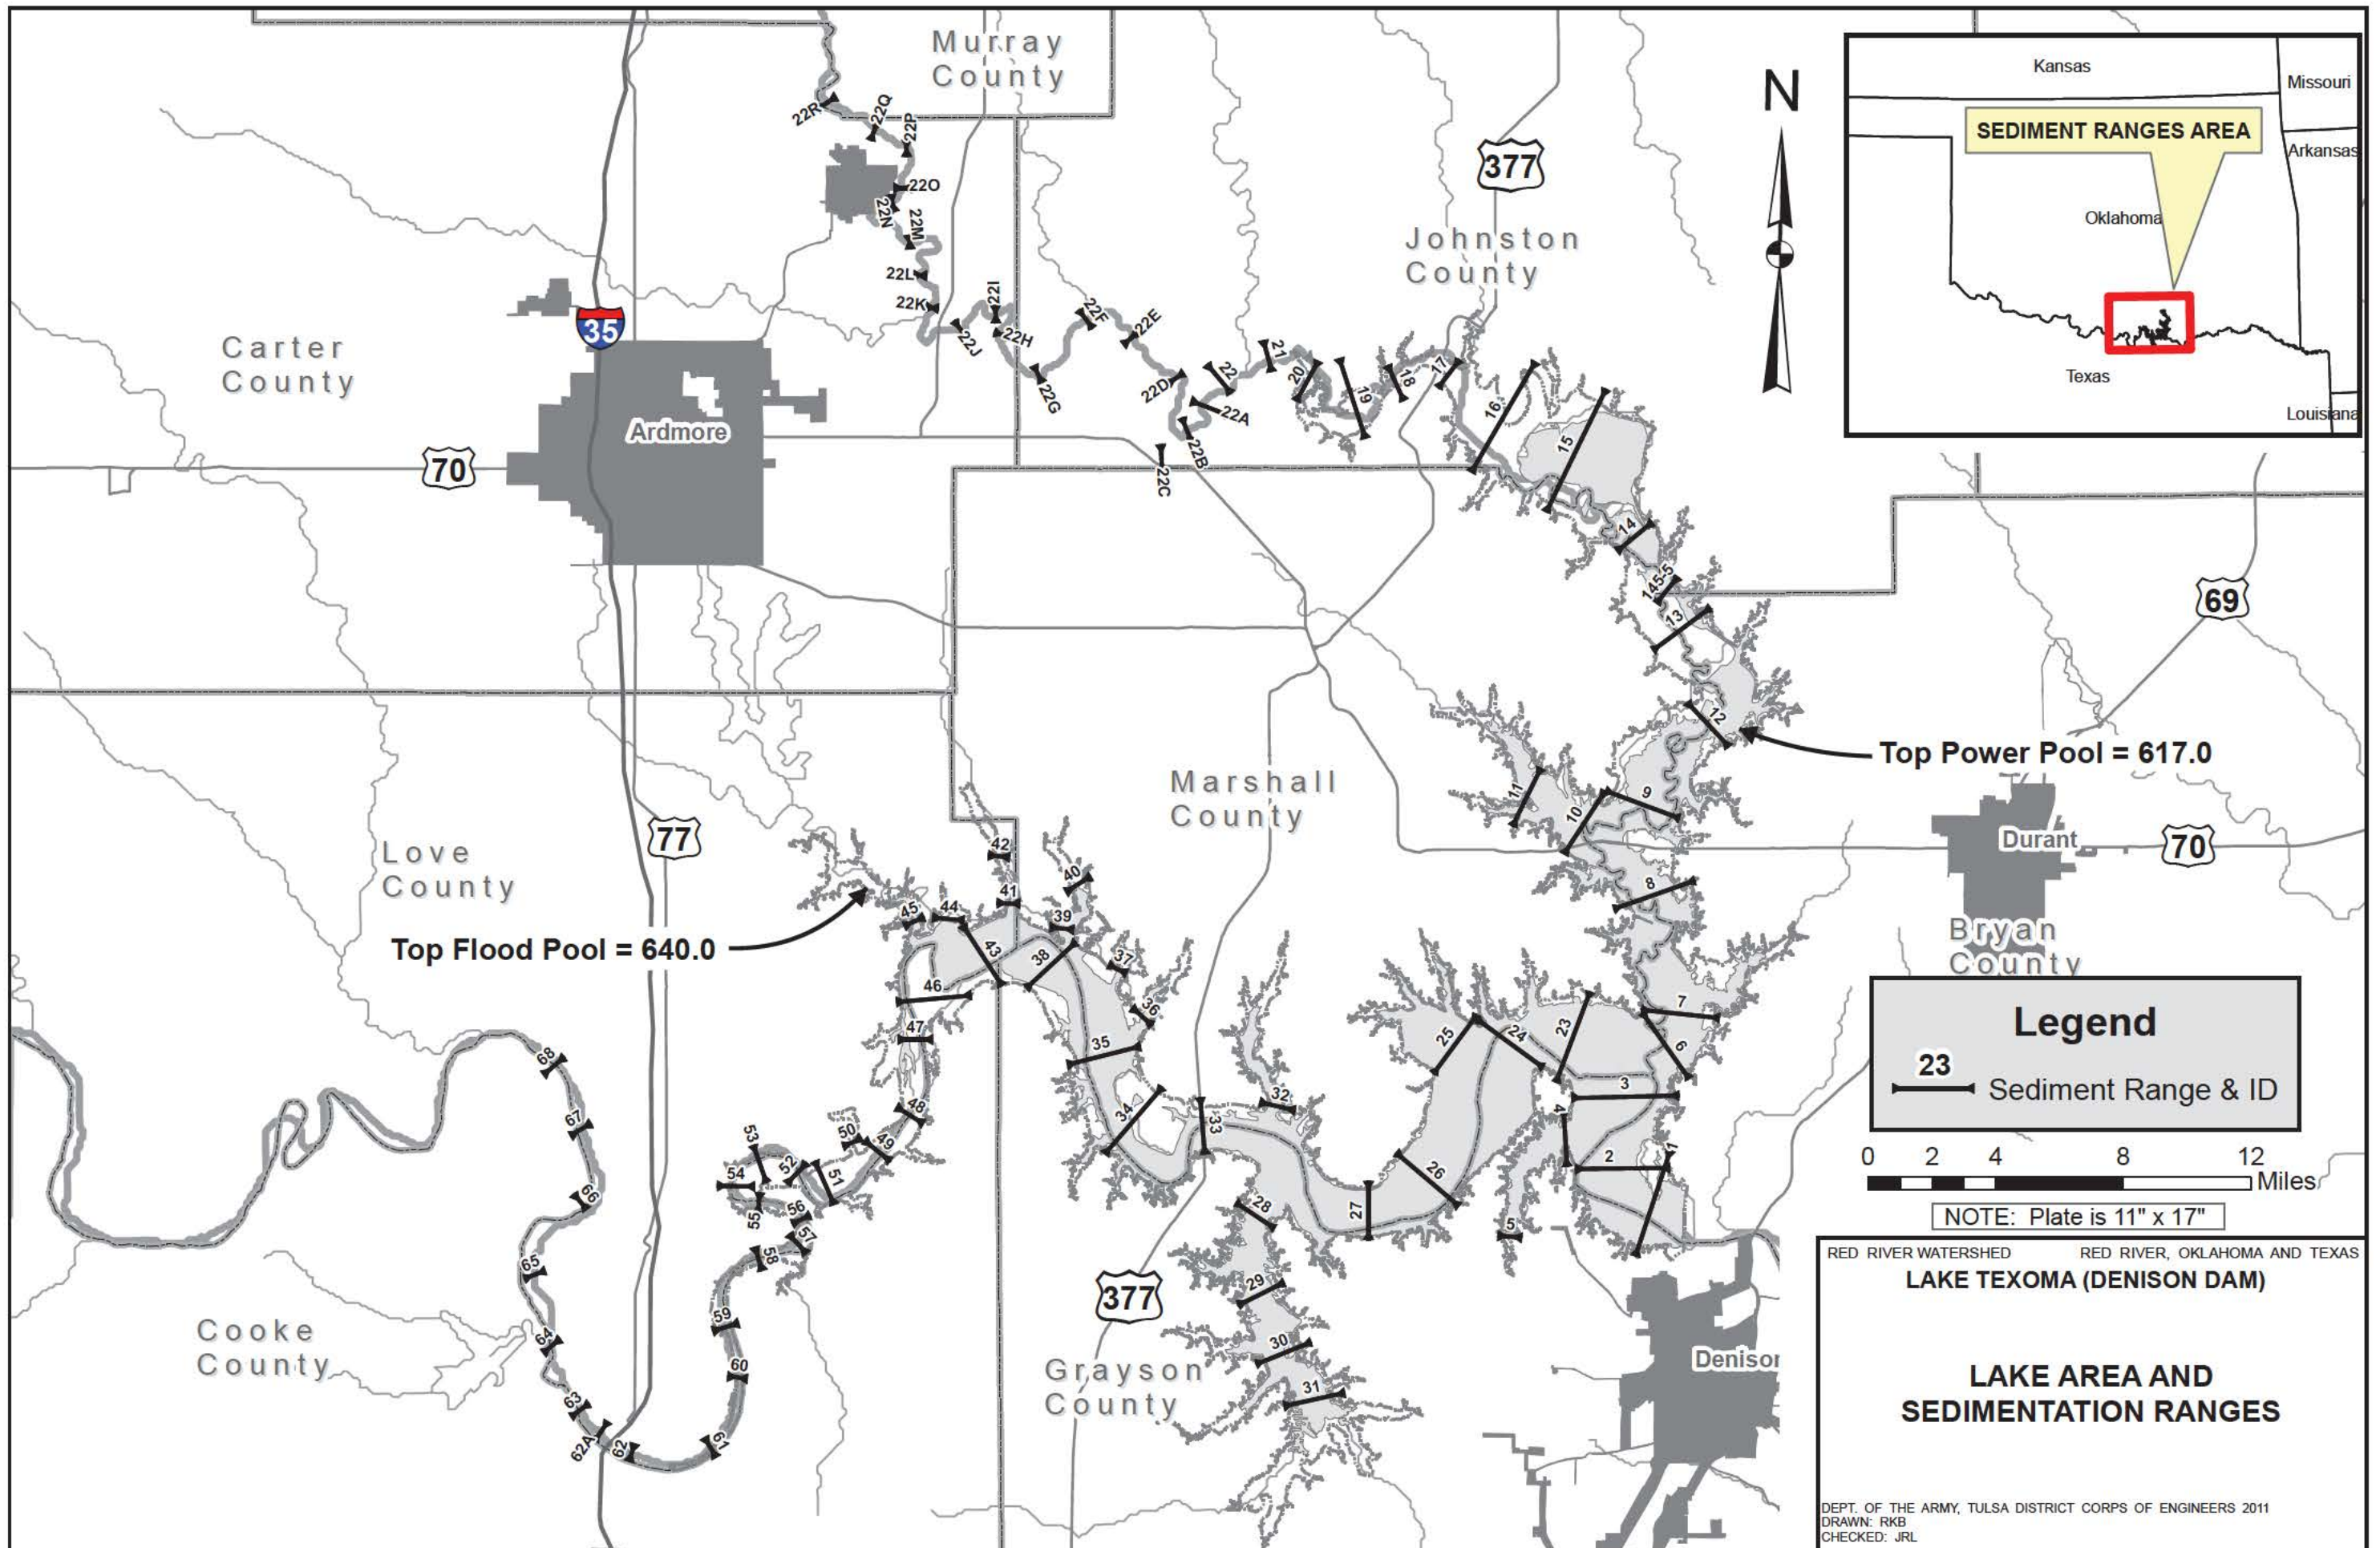 Murray
County
Kansas
Missouri
SEDIMENT RANGES AREA
Arkansas
Oklahoma
Texas
Louisiana
N
22R
22Q
22P
22O
22N
22M
22L
22K
22J
22I
22H
22G
22F
22E
22D
22
22A
22B
22C
21
20
19
18
17
16
15
14
145-5
13
12
377
Johnston
County
35
Carter
County
Ardmore
70
69
Top Power Pool = 617.0
Marshall
County
11
10
9
8
7
6
Durant
70
Bryan
County
77
Love
County
Top Flood Pool = 640.0
45
44
42
41
40
39
43
38
37
36
46
47
35
34
33
32
48
49
50
51
52
53
54
55
56
57
58
59
60
61
62
62A
63
64
65
66
67
68
25
24
23
3
4
2
1
5
26
27
28
29
30
31
377
Cooke
County
Grayson
County
Denison
Legend
23
Sediment Range & ID
0 2 4 8 12
Miles
NOTE: Plate is 11" x 17"
RED RIVER WATERSHED RED RIVER, OKLAHOMA AND TEXAS
LAKE TEXOMA (DENISON DAM)
LAKE AREA AND
SEDIMENTATION RANGES
DEPT. OF THE ARMY, TULSA DISTRICT CORPS OF ENGINEERS 2011
DRAWN: RKB
CHECKED: JRL